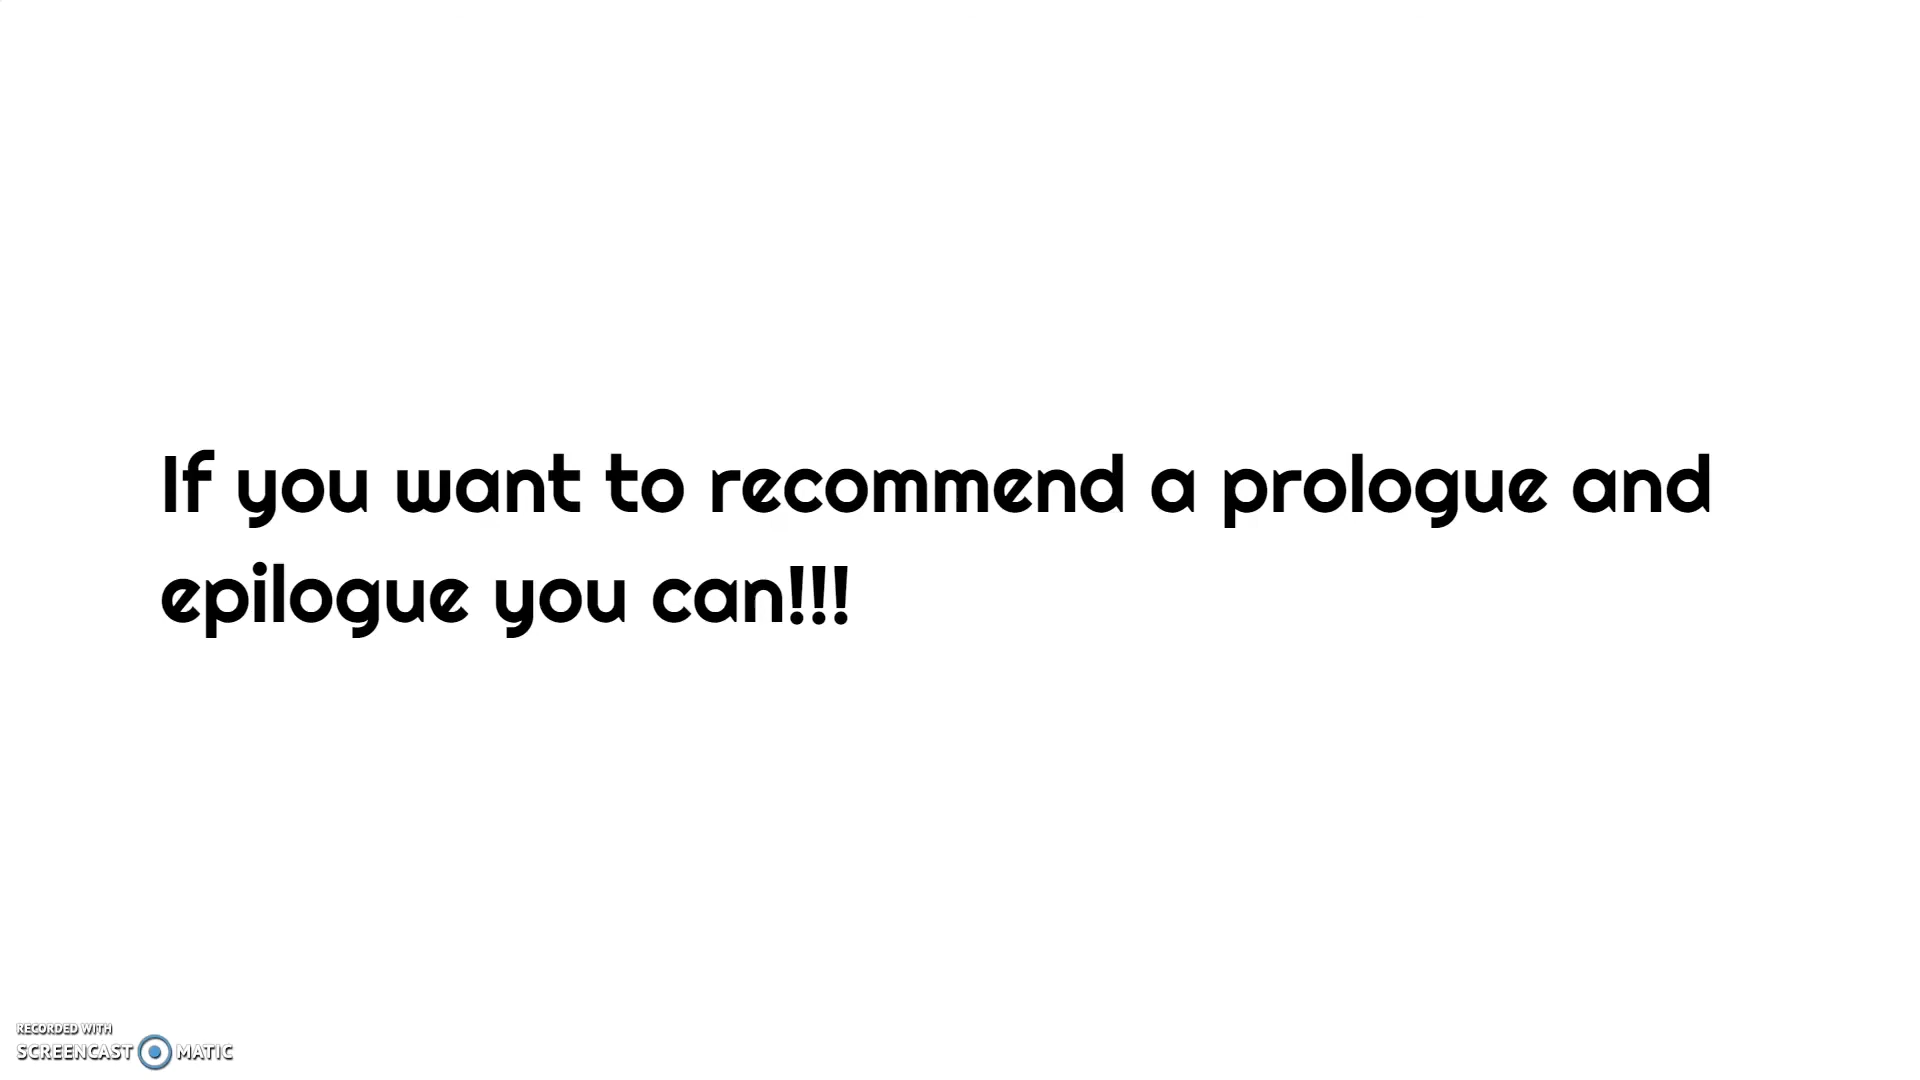 If you want to recommend a prologue and
epilogue you can!!!
RECORDED WITH
SCREENCAST MATIC